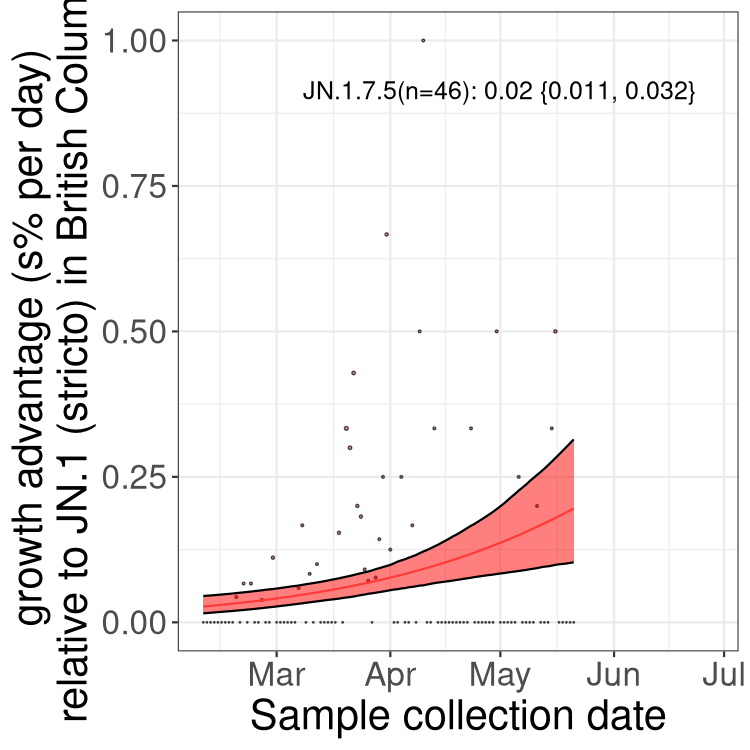 growth advantage (s% per day)
relative to JN.1 (stricto) in British Colum
1.00
0.75
0.50
0.25
0.00
JN.1.7.5(n=46): 0.02 {0.011, 0.032}
Mar Apr May Jun Jul
Sample collection date